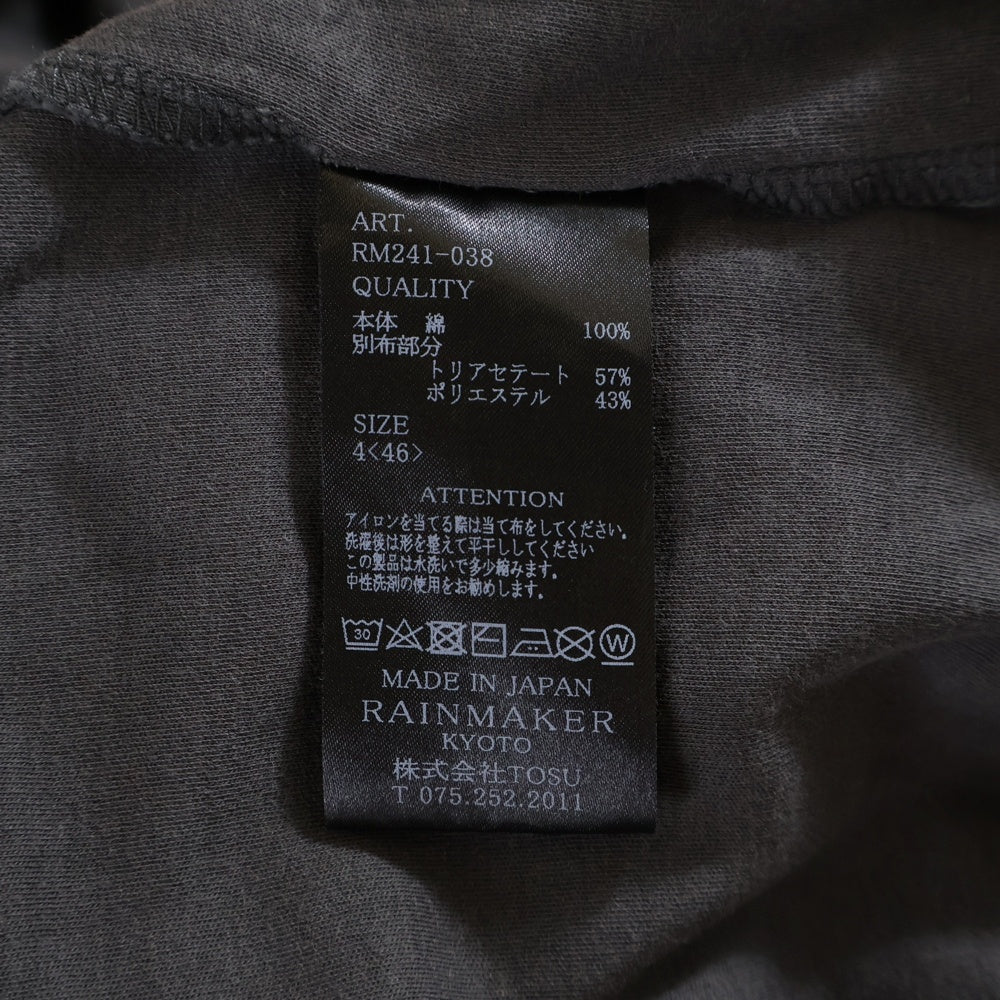 ART.
RM241-038
QUALITY
本体 綿 100%
別布部分
トリアセテート 57%
ポリエステル 43%
SIZE
4<46>
ATTENTION
アイロンを当てる際は当て布をしてください。
洗濯後は形を整えて平干ししてください
この製品は水洗いで多少縮みます。
中性洗剤の使用をお勧めします。
30 W
MADE IN JAPAN
RAINMAKER
KYOTO
株式会社TOSU
T 075.252.2011